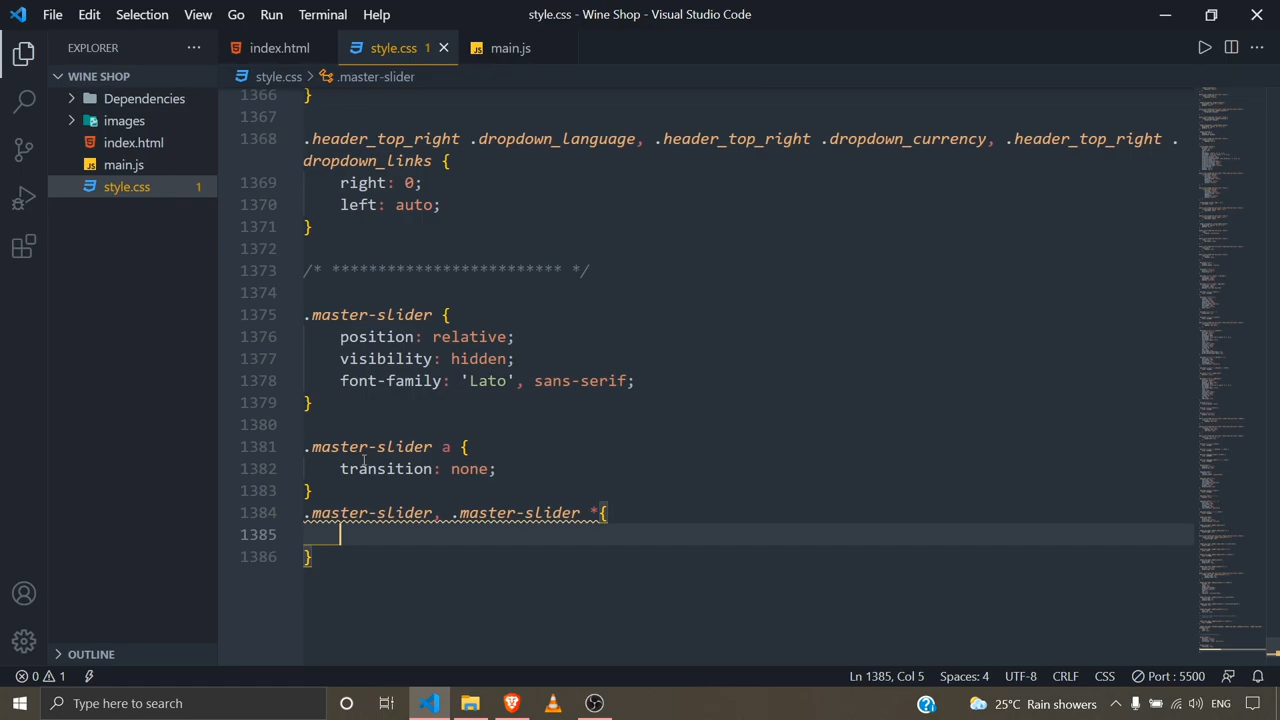 File Edit Selection View Go Run Terminal Help style.css - Wine Shop - Visual Studio Code
EXPLORER ··· index.html style.css 1 main.js
WINE SHOP style.css > .master-slider
Dependencies
images
index.html
main.js
style.css 1
1366 }
1367
1368 .header_top_right .dropdown_language, .header_top_right .dropdown_currency, .header_top_right .
dropdown_links {
1369 right: 0;
1370 left: auto;
1371 }
1372
1373 /* *********************** */
1374
1375 .master-slider {
1376 position: relative;
1377 visibility: hidden;
1378 font-family: 'Lato', sans-serif;
1379 }
1380
1381 .master-slider a {
1382 transition: none;
1383 }
1384 .master-slider, .master-slider *{
1385
1386 }
OUTLINE
0 1 Ln 1385, Col 5 Spaces: 4 UTF-8 CRLF CSS Port : 5500
Type here to search 25°C Rain showers ENG